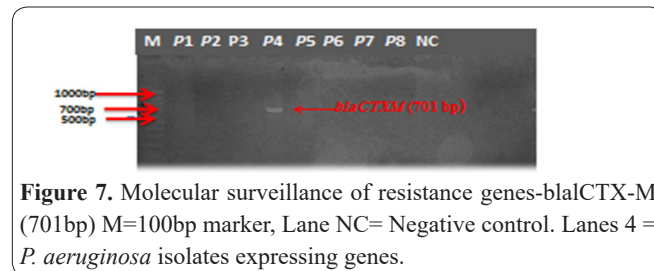 M P1 P2 P3 P4 P5 P6 P7 P8 NC
1000bp
700bp
500bp
blaCTXM (701 bp)
Figure 7. Molecular surveillance of resistance genes-blalCTX-M
(701bp) M=100bp marker, Lane NC= Negative control. Lanes 4 =
P. aeruginosa isolates expressing genes.